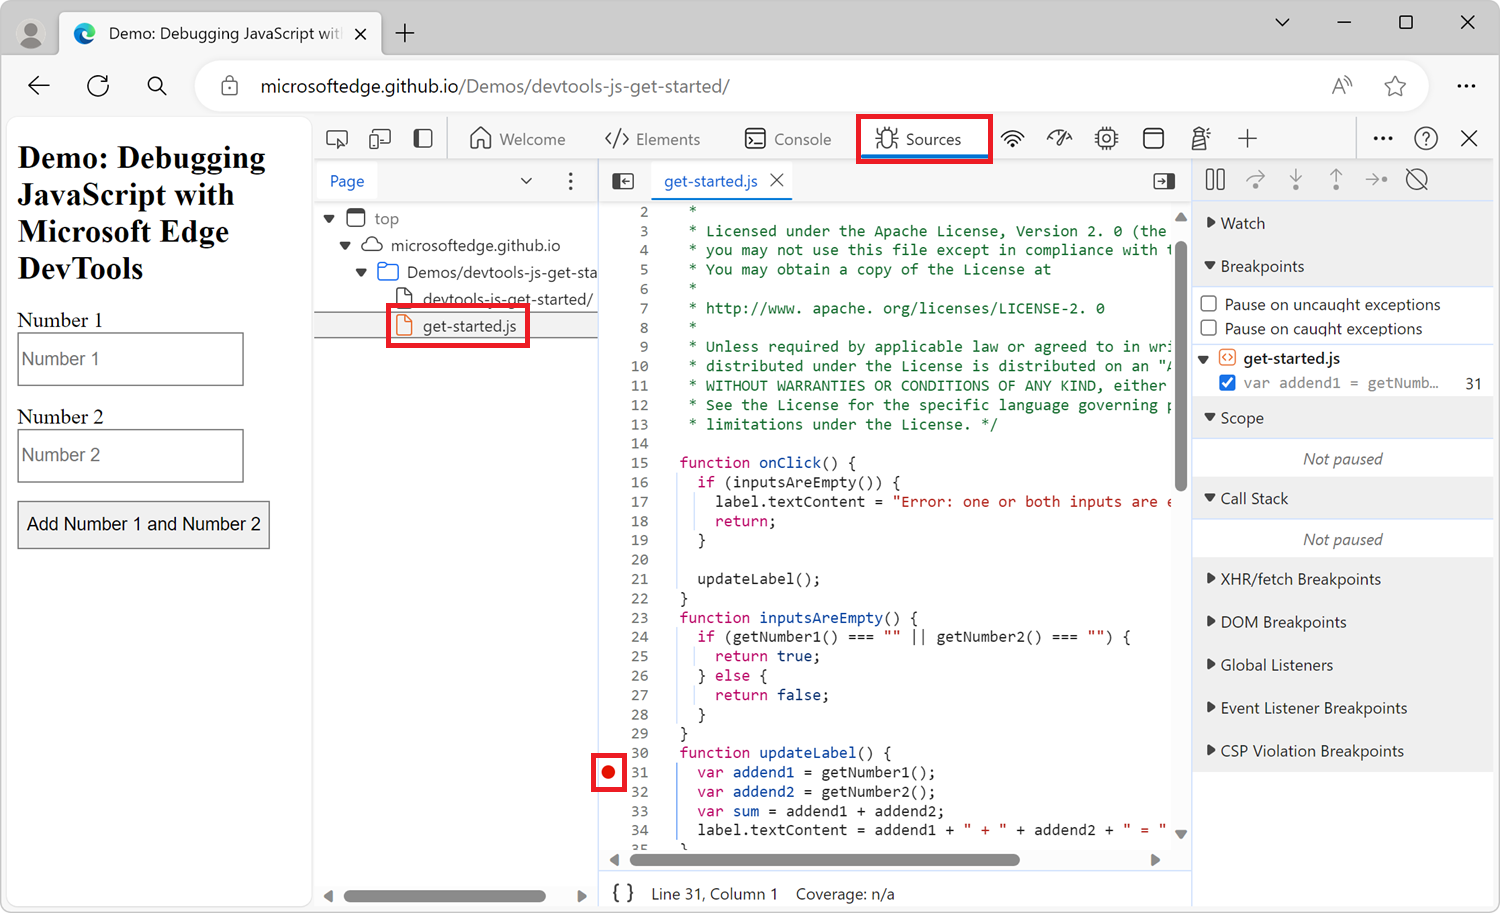 Demo: Debugging JavaScript wit
microsoftedge.github.io/Demos/devtools-js-get-started/
Demo: Debugging
JavaScript with
Microsoft Edge
DevTools
Number 1
Number 1
Number 2
Number 2
Add Number 1 and Number 2
Welcome
Elements
Console
Sources
Page
top
microsoftedge.github.io
Demos/devtools-js-get-sta
devtools-js-get-started/
get-started.js
get-started.js
2 *
3 * Licensed under the Apache License, Version 2. 0 (the
4 * you may not use this file except in compliance with t
5 * You may obtain a copy of the License at
6 *
7 * http://www. apache. org/licenses/LICENSE-2. 0
8 *
9 * Unless required by applicable law or agreed to in wri
10 * distributed under the License is distributed on an "A
11 * WITHOUT WARRANTIES OR CONDITIONS OF ANY KIND, either
12 * See the License for the specific language governing p
13 * limitations under the License. */
14
15 function onClick() {
16 if (inputsAreEmpty()) {
17 label.textContent = "Error: one or both inputs are e
18 return;
19 }
20
21 updateLabel();
22 }
23 function inputsAreEmpty() {
24 if (getNumber1() === "" || getNumber2() === "") {
25 return true;
26 } else {
27 return false;
28 }
29 }
30 function updateLabel() {
31 var addend1 = getNumber1();
32 var addend2 = getNumber2();
33 var sum = addend1 + addend2;
34 label.textContent = addend1 + " + " + addend2 + " = "
35 }
{ } Line 31, Column 1 Coverage: n/a
Watch
Breakpoints
Pause on uncaught exceptions
Pause on caught exceptions
get-started.js
var addend1 = getNumb… 31
Scope
Not paused
Call Stack
Not paused
XHR/fetch Breakpoints
DOM Breakpoints
Global Listeners
Event Listener Breakpoints
CSP Violation Breakpoints